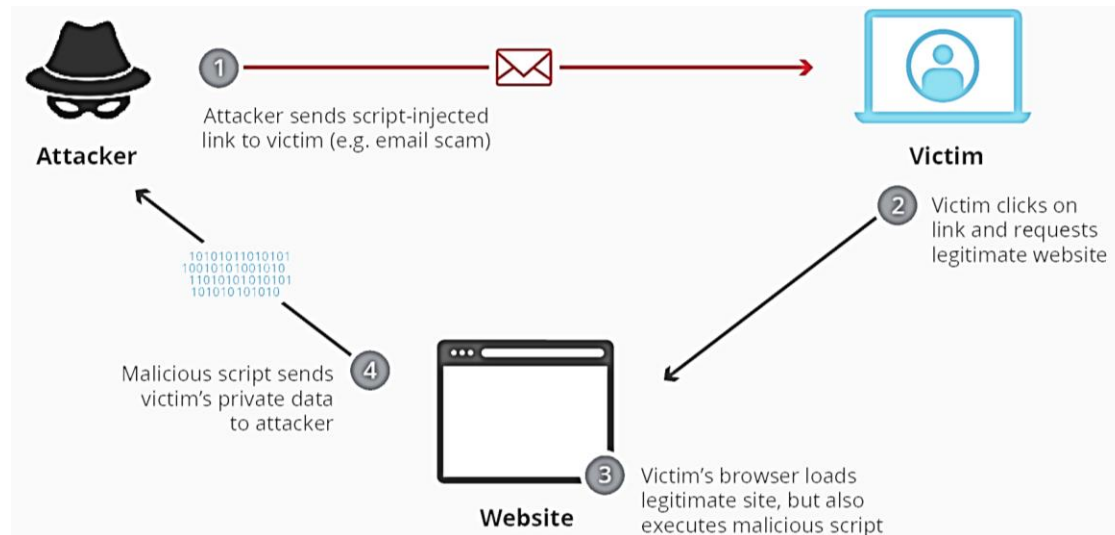 1
Attacker sends script-injected
link to victim (e.g. email scam)
Attacker
Victim
2
Victim clicks on
link and requests
legitimate website
10101011010101
10010101001010
11010101010101
101010101010
4
Malicious script sends
victim's private data
to attacker
3
Victim's browser loads
legitimate site, but also
executes malicious script
Website